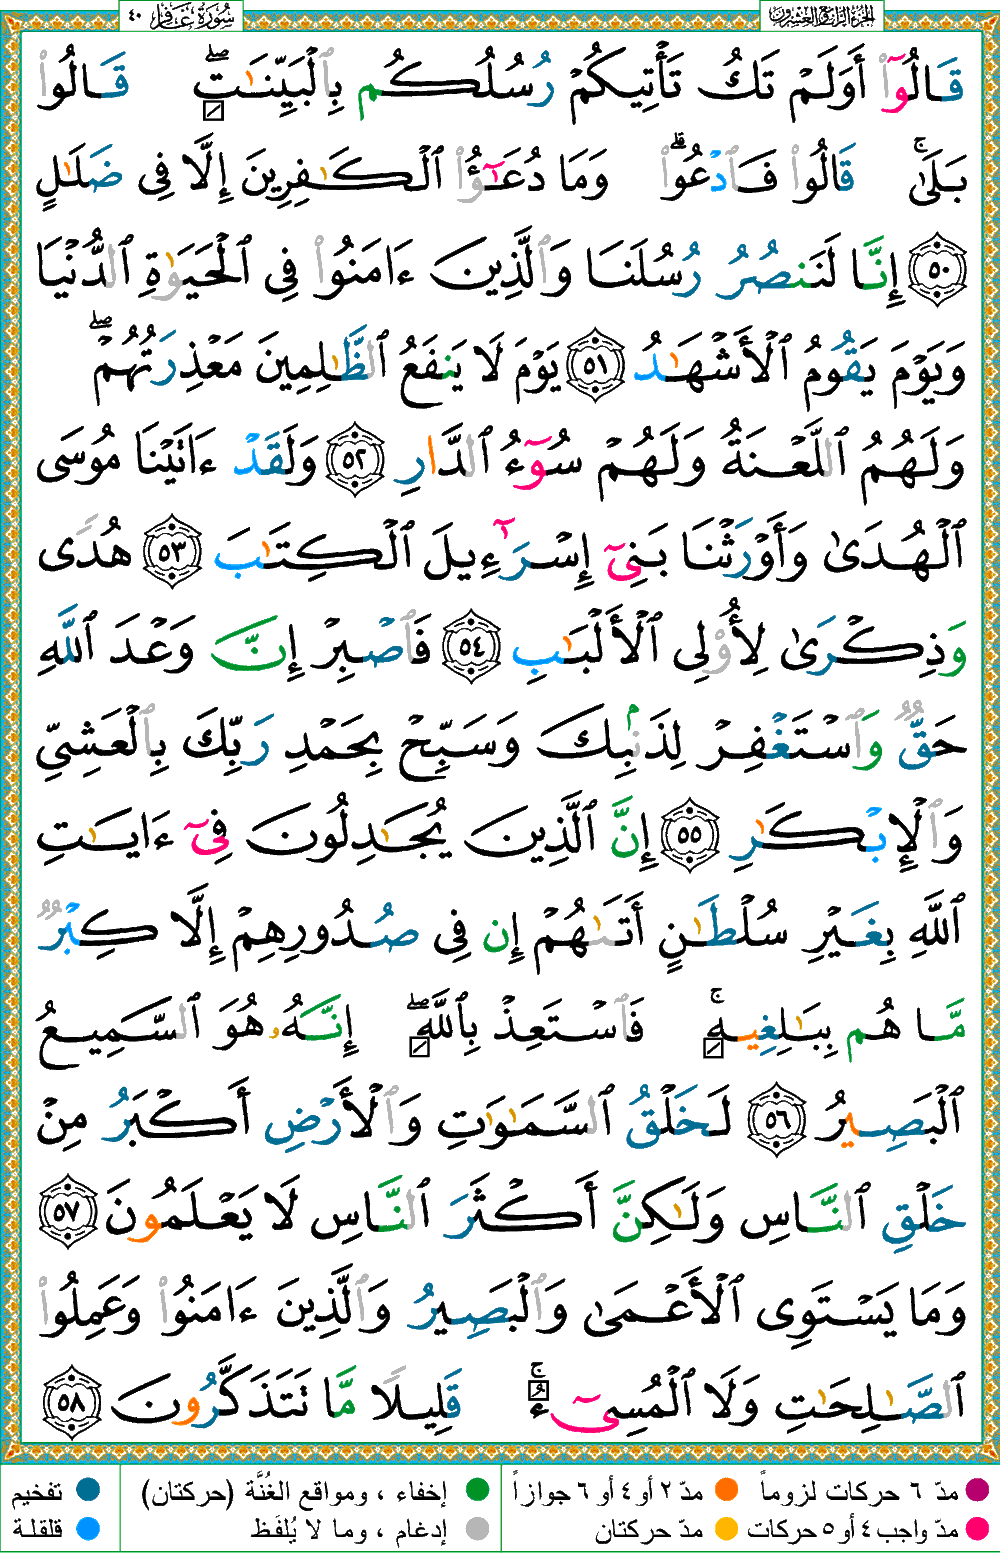 سُورَةُ غَافِرٍ ٤٠
الجزء الرابع والعشرون
قَالُوٓا۟ أَوَلَمْ تَكُ تَأْتِيكُمْ رُسُلُكُم بِٱلْبَيِّنَـٰتِ ۖ قَالُوا۟
بَلَىٰ ۚ قَالُوا۟ فَٱدْعُوا۟ ۗ وَمَا دُعَـٰٓؤُا۟ ٱلْكَـٰفِرِينَ إِلَّا فِى ضَلَـٰلٍ
٥٠ إِنَّا لَنَنصُرُ رُسُلَنَا وَٱلَّذِينَ ءَامَنُوا۟ فِى ٱلْحَيَوٰةِ ٱلدُّنْيَا
وَيَوْمَ يَقُومُ ٱلْأَشْهَـٰدُ ٥١ يَوْمَ لَا يَنفَعُ ٱلظَّـٰلِمِينَ مَعْذِرَتُهُمْ ۖ
وَلَهُمُ ٱللَّعْنَةُ وَلَهُمْ سُوٓءُ ٱلدَّارِ ٥٢ وَلَقَدْ ءَاتَيْنَا مُوسَى
ٱلْهُدَىٰ وَأَوْرَثْنَا بَنِىٓ إِسْرَٰٓءِيلَ ٱلْكِتَـٰبَ ٥٣ هُدًى
وَذِكْرَىٰ لِأُو۟لِى ٱلْأَلْبَـٰبِ ٥٤ فَٱصْبِرْ إِنَّ وَعْدَ ٱللَّهِ
حَقٌّ وَٱسْتَغْفِرْ لِذَنۢبِكَ وَسَبِّحْ بِحَمْدِ رَبِّكَ بِٱلْعَشِىِّ
وَٱلْإِبْكَـٰرِ ٥٥ إِنَّ ٱلَّذِينَ يُجَـٰدِلُونَ فِىٓ ءَايَـٰتِ
ٱللَّهِ بِغَيْرِ سُلْطَـٰنٍ أَتَىٰهُمْ إِن فِى صُدُورِهِمْ إِلَّا كِبْرٌ
مَّا هُم بِبَـٰلِغِيهِ ۚ فَٱسْتَعِذْ بِٱللَّهِ ۖ إِنَّهُۥ هُوَ ٱلسَّمِيعُ
ٱلْبَصِيرُ ٥٦ لَخَلْقُ ٱلسَّمَـٰوَٰتِ وَٱلْأَرْضِ أَكْبَرُ مِنْ
خَلْقِ ٱلنَّاسِ وَلَـٰكِنَّ أَكْثَرَ ٱلنَّاسِ لَا يَعْلَمُونَ ٥٧
وَمَا يَسْتَوِى ٱلْأَعْمَىٰ وَٱلْبَصِيرُ وَٱلَّذِينَ ءَامَنُوا۟ وَعَمِلُوا۟
ٱلصَّـٰلِحَـٰتِ وَلَا ٱلْمُسِىٓءُ ۚ قَلِيلًا مَّا تَتَذَكَّرُونَ ٥٨
مدّ ٦ حركات لزوماً مدّ ٢ أو ٤ أو ٦ جوازاً إخفاء ، ومواقع الغُنَّة (حركتان) تفخيم
مدّ واجب ٤ أو ٥ حركات مدّ حركتان إدغام ، وما لا يُلفَظ قلقلة